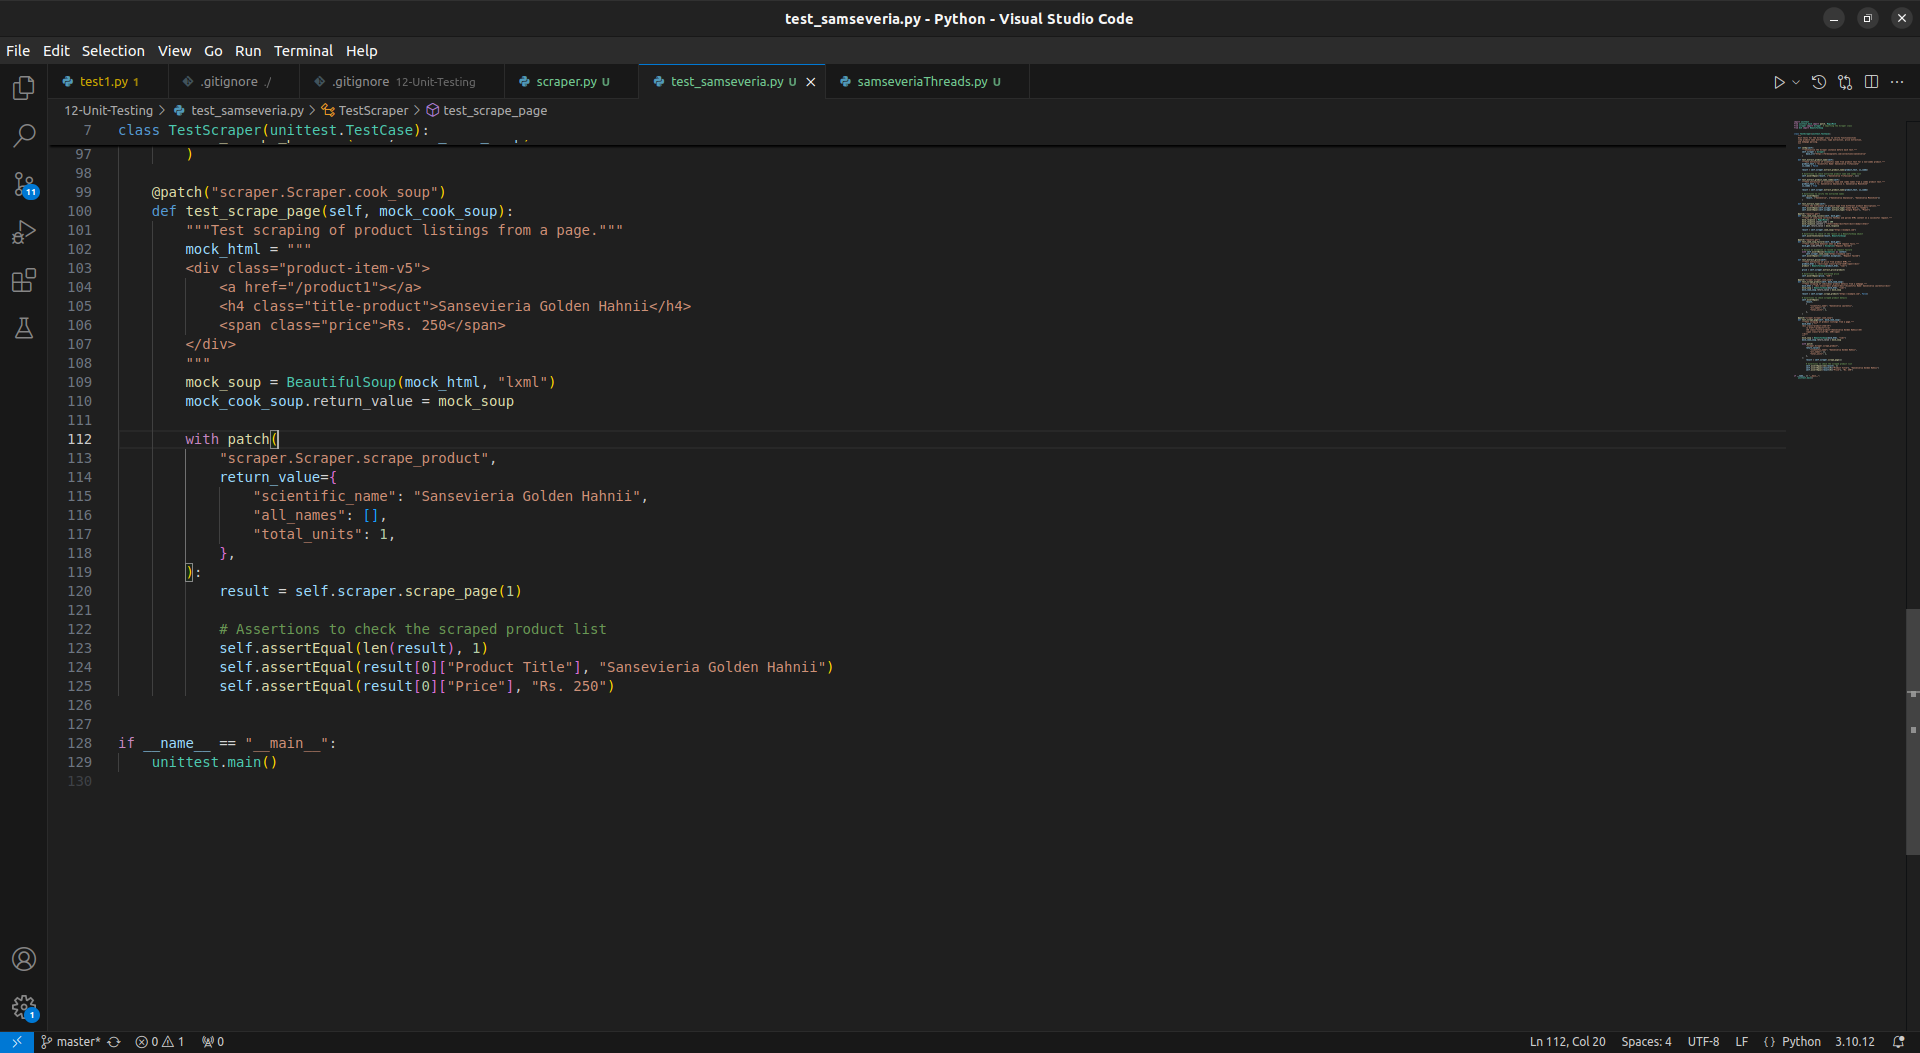 test_samseveria.py - Python - Visual Studio Code
File Edit Selection View Go Run Terminal Help
test1.py 1 .gitignore ./ .gitignore 12-Unit-Testing scraper.py U test_samseveria.py U samseveriaThreads.py U
12-Unit-Testing > test_samseveria.py > TestScraper > test_scrape_page
7 class TestScraper(unittest.TestCase):
97 )
98
99 @patch("scraper.Scraper.cook_soup")
100 def test_scrape_page(self, mock_cook_soup):
101 """Test scraping of product listings from a page."""
102 mock_html = """
103 <div class="product-item-v5">
104 <a href="/product1"></a>
105 <h4 class="title-product">Sansevieria Golden Hahnii</h4>
106 <span class="price">Rs. 250</span>
107 </div>
108 """
109 mock_soup = BeautifulSoup(mock_html, "lxml")
110 mock_cook_soup.return_value = mock_soup
111
112 with patch(
113 "scraper.Scraper.scrape_product",
114 return_value={
115 "scientific_name": "Sansevieria Golden Hahnii",
116 "all_names": [],
117 "total_units": 1,
118 },
119 ):
120 result = self.scraper.scrape_page(1)
121
122 # Assertions to check the scraped product list
123 self.assertEqual(len(result), 1)
124 self.assertEqual(result[0]["Product Title"], "Sansevieria Golden Hahnii")
125 self.assertEqual(result[0]["Price"], "Rs. 250")
126
127
128 if __name__ == "__main__":
129 unittest.main()
130
11
1
master* 0 1 0 Ln 112, Col 20 Spaces: 4 UTF-8 LF {} Python 3.10.12